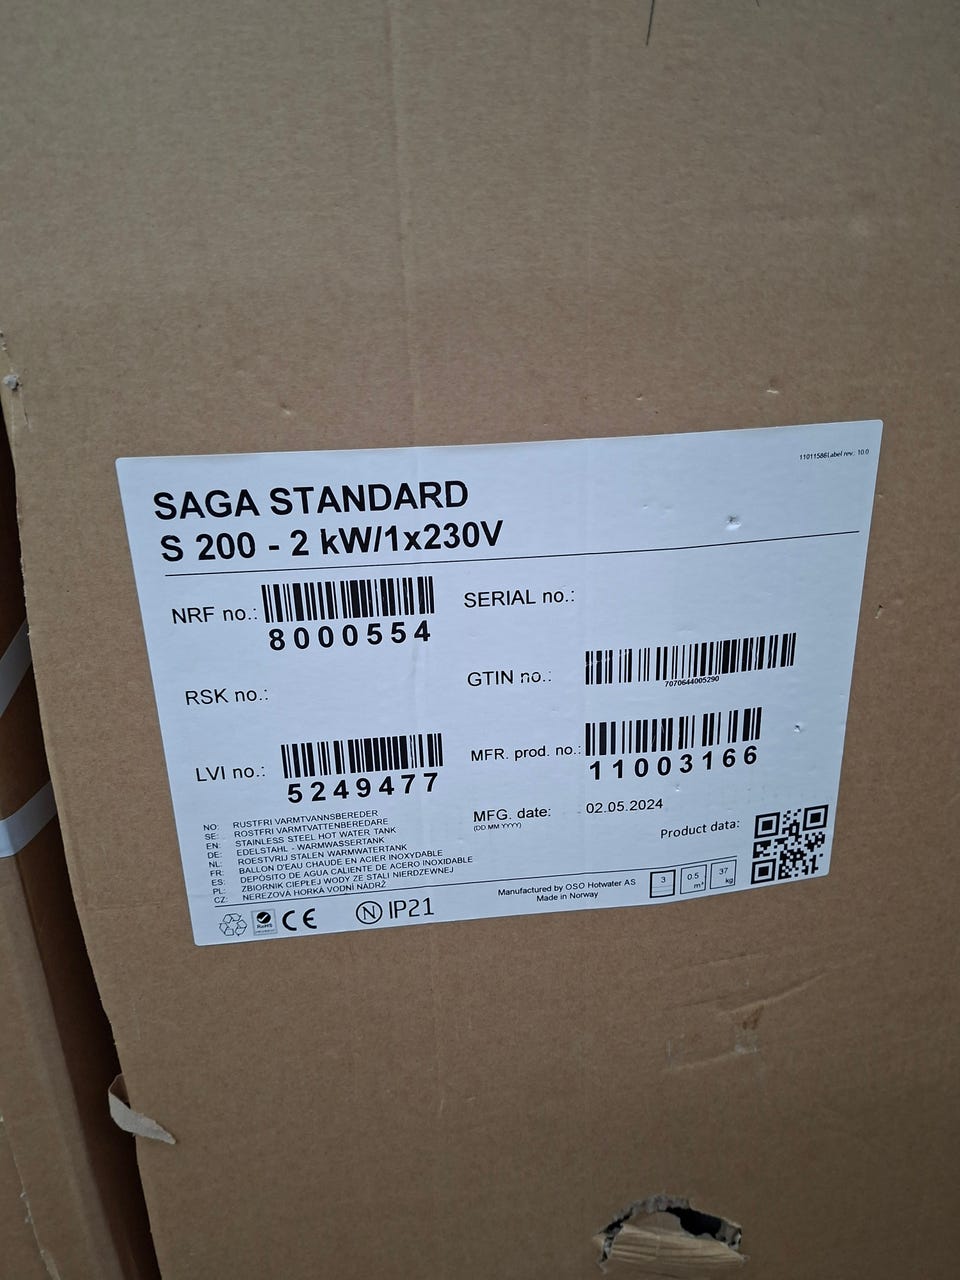 11011586Label rev.: 10.0
SAGA STANDARD
S 200 - 2 kW/1x230V
NRF no.:
8000554
SERIAL no.:
RSK no.:
GTIN no.:
7070644005290
LVI no.:
5249477
MFR. prod. no.:
11003166
MFG. date: 02.05.2024
(DD MM YYYY)
NO: RUSTFRI VARMTVANNSBEREDER
SE: ROSTFRI VARMTVATTENBEREDARE
EN: STAINLESS STEEL HOT WATER TANK
DE: EDELSTAHL - WARMWASSERTANK
NL: ROESTVRIJ STALEN WARMWATERTANK
FR: BALLON D'EAU CHAUDE EN ACIER INOXYDABLE
ES: DEPÓSITO DE AGUA CALIENTE DE ACERO INOXIDABLE
PL: ZBIORNIK CIEPŁEJ WODY ZE STALI NIERDZEWNEJ
CZ: NEREZOVÁ HORKÁ VODNÍ NÁDRŽ
Product data:
Manufactured by OSO Hotwater AS
Made in Norway
3
0.5
m³
37
kg
RoHS
CE
N
IP21